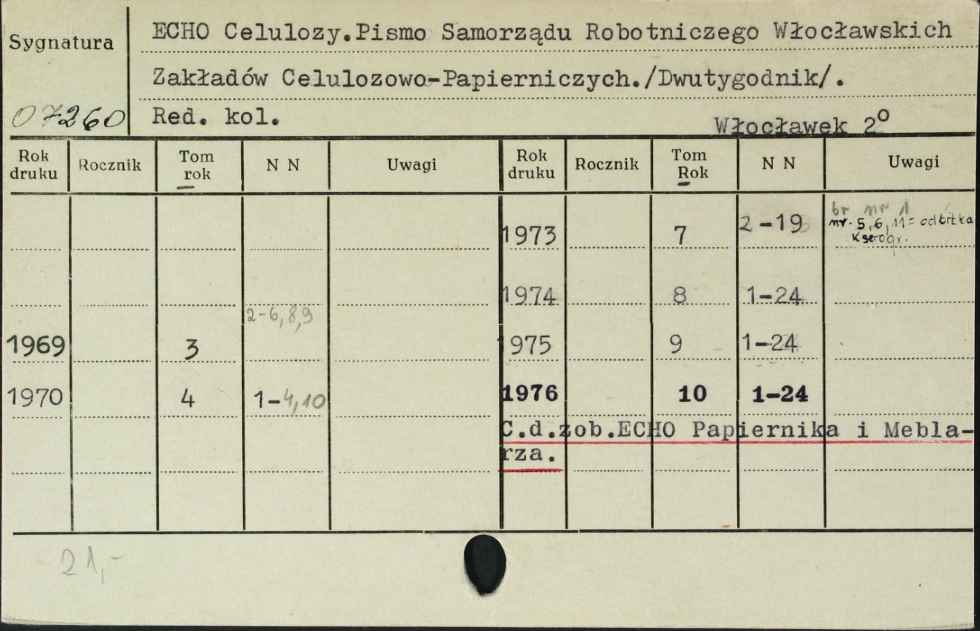 Sygnatura
07260
ECHO Celulozy.Pismo Samorządu Robotniczego Włocławskich
Zakładów Celulozowo-Papierniczych./Dwutygodnik/.
Red. kol.
Włocławek 2º
Rok druku Rocznik Tom rok N N Uwagi Rok druku Rocznik Tom Rok N N Uwagi
1973 7 2-19 br nr 1
nr. 5,6,11= odbitka
kserogr.
1974 8 1-24
2-6,8,9
1969 3 1975 9 1-24
1970 4 1-4,10 1976 10 1-24
C.d.zob.ECHO Papiernika i Mebla-
rza.
21,-